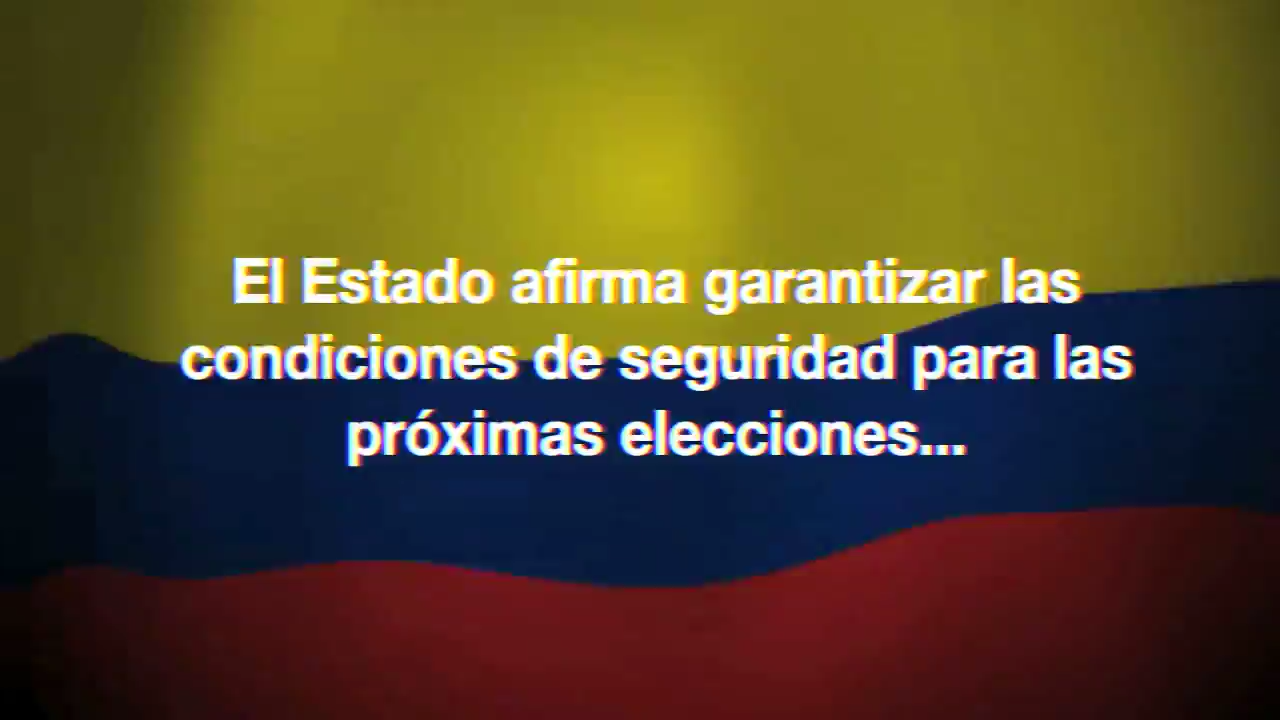 El Estado afirma garantizar las
condiciones de seguridad para las
próximas elecciones...